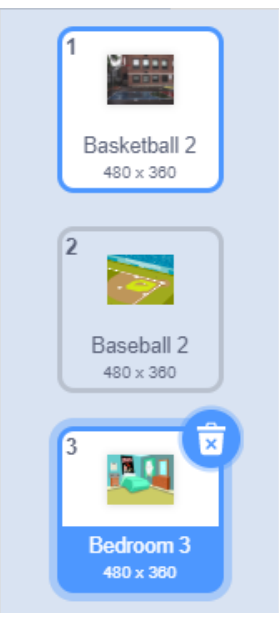 1
Basketball 2
480 x 360
2
Baseball 2
480 x 360
3
Bedroom 3
480 x 360